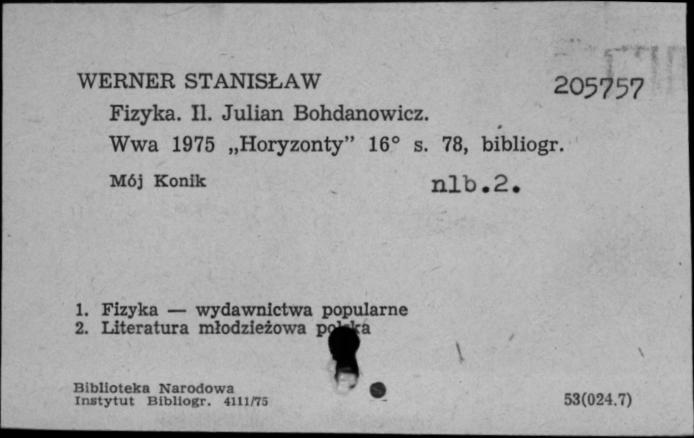 WERNER STANISŁAW 205757
Fizyka. Il. Julian Bohdanowicz.
Wwa 1975 „Horyzonty” 16° s. 78, bibliogr.
Mój Konik nlb.2.
1. Fizyka — wydawnictwa popularne
2. Literatura młodzieżowa polska
Biblioteka Narodowa
Instytut Bibliogr. 4111/75 53(024.7)